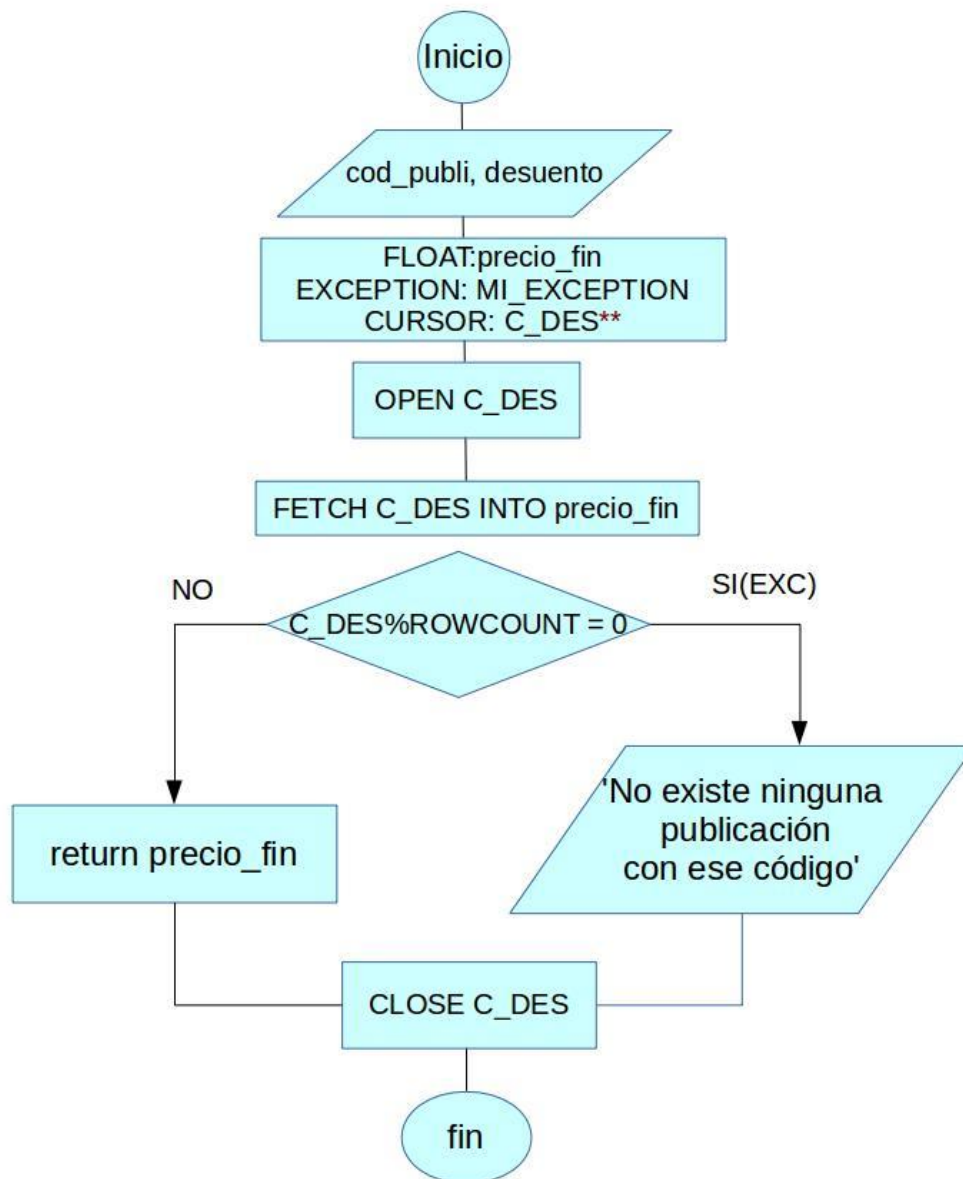 Inicio
cod_publi, desuento
FLOAT:precio_fin
EXCEPTION: MI_EXCEPTION
CURSOR: C_DES**
OPEN C_DES
FETCH C_DES INTO precio_fin
NO
SI(EXC)
C_DES%ROWCOUNT = 0
return precio_fin
'No existe ninguna
publicación
con ese código'
CLOSE C_DES
fin